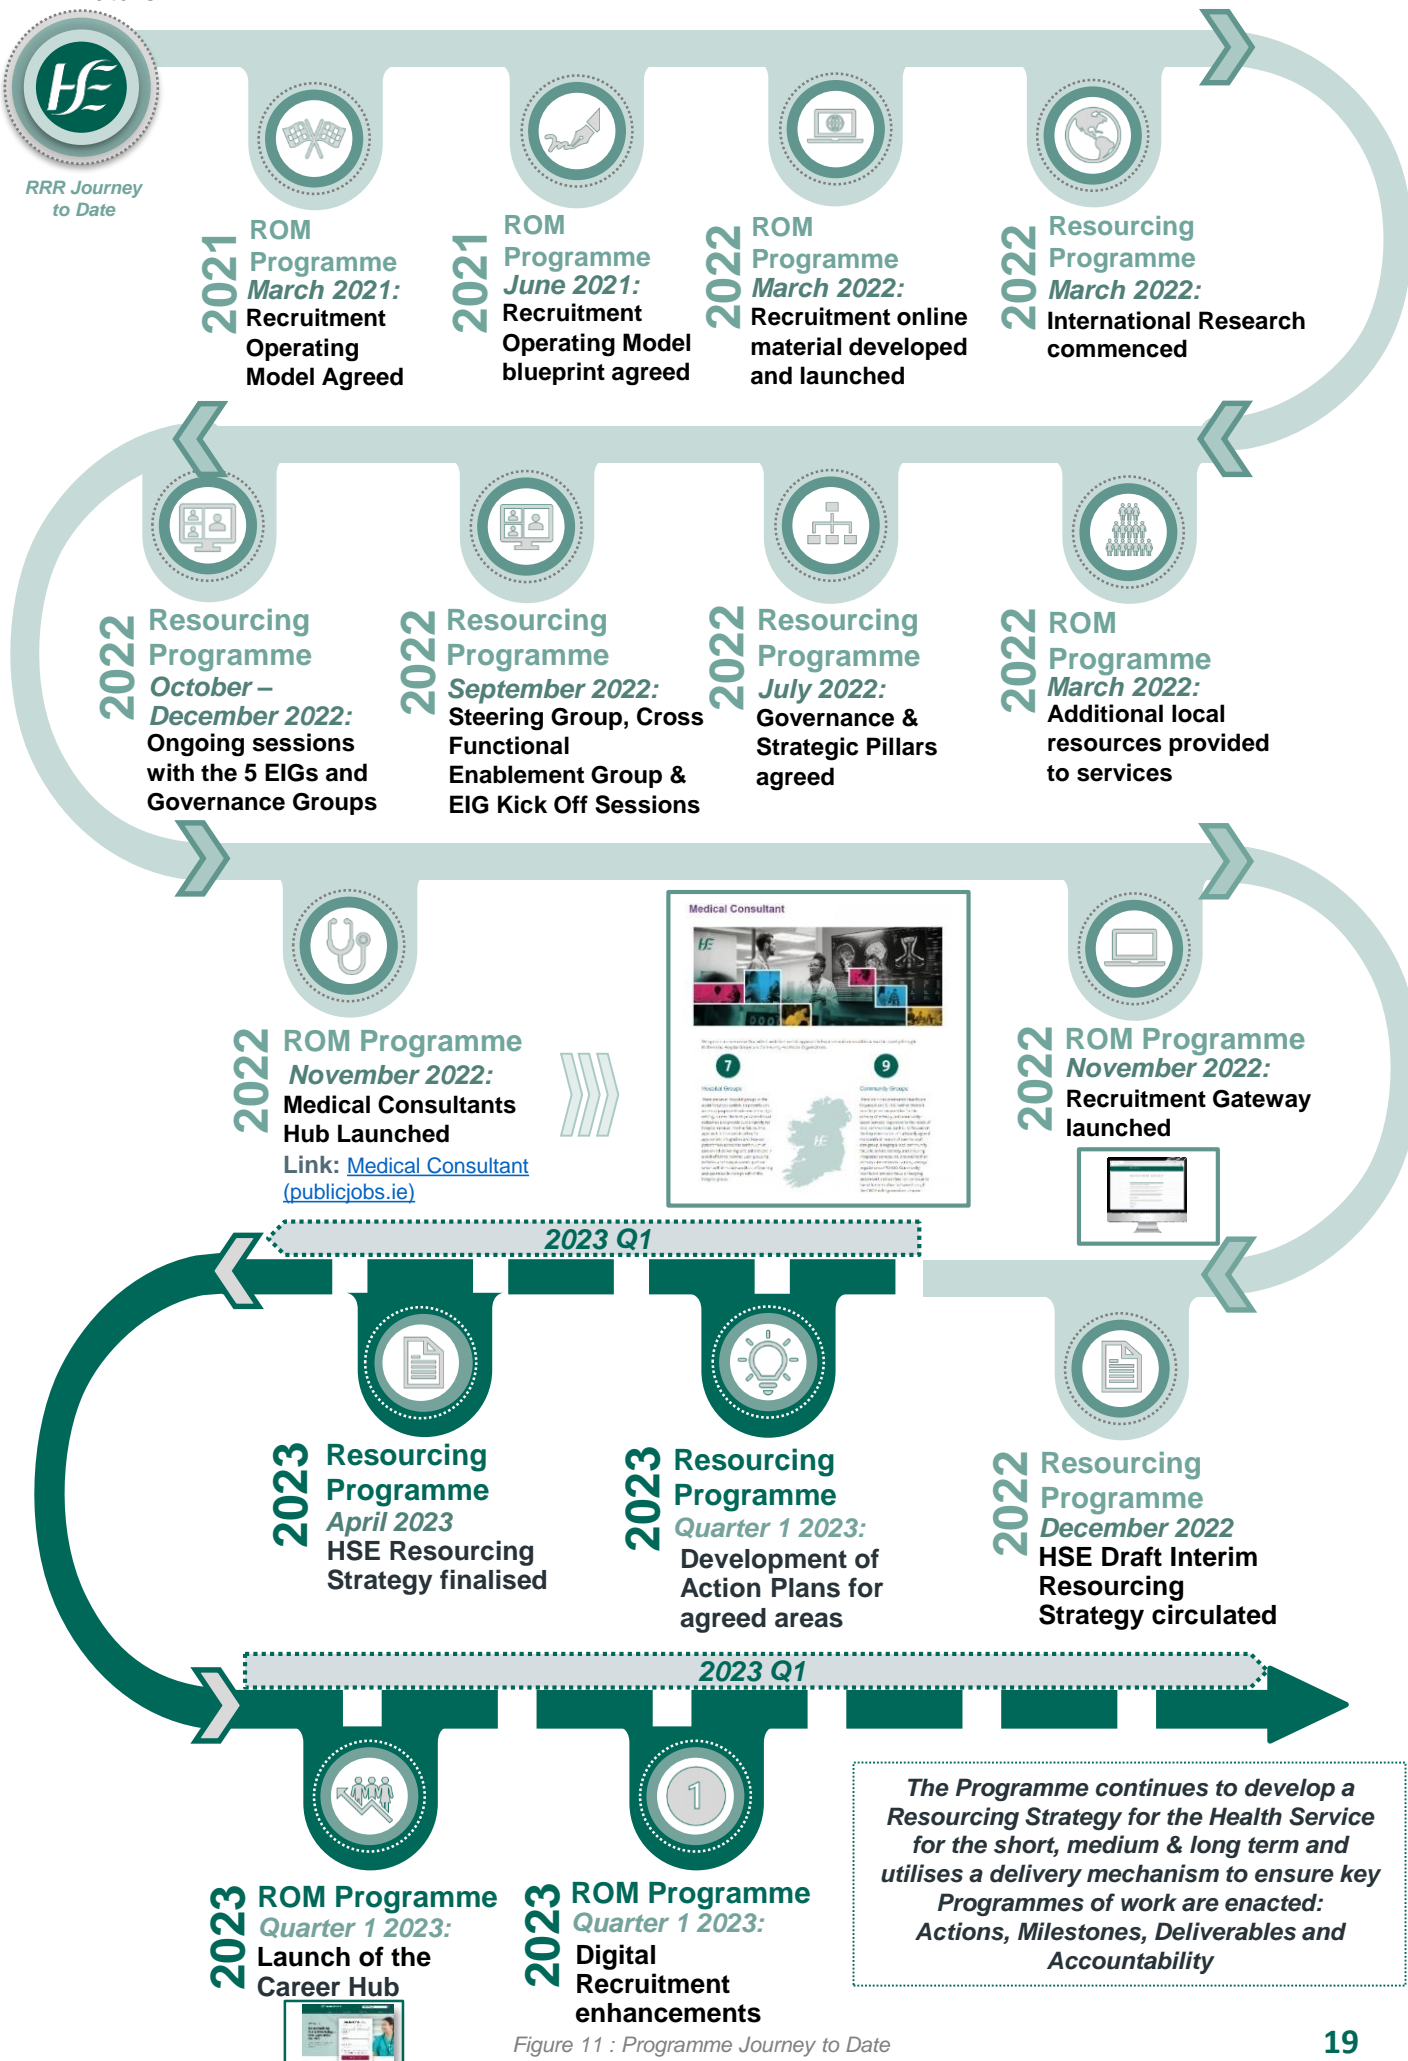 HSE
RRR Journey
to Date
2021
ROM
Programme
March 2021:
Recruitment
Operating
Model Agreed
2021
ROM
Programme
June 2021:
Recruitment
Operating Model
blueprint agreed
2022
ROM
Programme
March 2022:
Recruitment online
material developed
and launched
2022
Resourcing
Programme
March 2022:
International Research
commenced
2022
Resourcing
Programme
October –
December 2022:
Ongoing sessions
with the 5 EIGs and
Governance Groups
2022
Resourcing
Programme
September 2022:
Steering Group, Cross
Functional
Enablement Group &
EIG Kick Off Sessions
2022
Resourcing
Programme
July 2022:
Governance &
Strategic Pillars
agreed
2022
ROM
Programme
March 2022:
Additional local
resources provided
to services
2022
ROM Programme
November 2022:
Medical Consultants
Hub Launched
Link: Medical Consultant
(publicjobs.ie)
Medical Consultant
7
Hospital Groups
9
Community Groups
2022
ROM Programme
November 2022:
Recruitment Gateway
launched
2023 Q1
2023
Resourcing
Programme
April 2023
HSE Resourcing
Strategy finalised
2023
Resourcing
Programme
Quarter 1 2023:
Development of
Action Plans for
agreed areas
2022
Resourcing
Programme
December 2022
HSE Draft Interim
Resourcing
Strategy circulated
2023 Q1
2023
ROM Programme
Quarter 1 2023:
Launch of the
Career Hub
2023
1
ROM Programme
Quarter 1 2023:
Digital
Recruitment
enhancements
The Programme continues to develop a
Resourcing Strategy for the Health Service
for the short, medium & long term and
utilises a delivery mechanism to ensure key
Programmes of work are enacted:
Actions, Milestones, Deliverables and
Accountability
Figure 11 : Programme Journey to Date
19